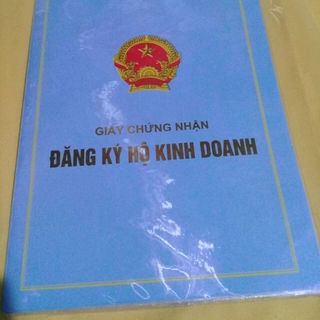 GIẤY CHỨNG NHẬN
ĐĂNG KÝ HỘ KINH DOANH